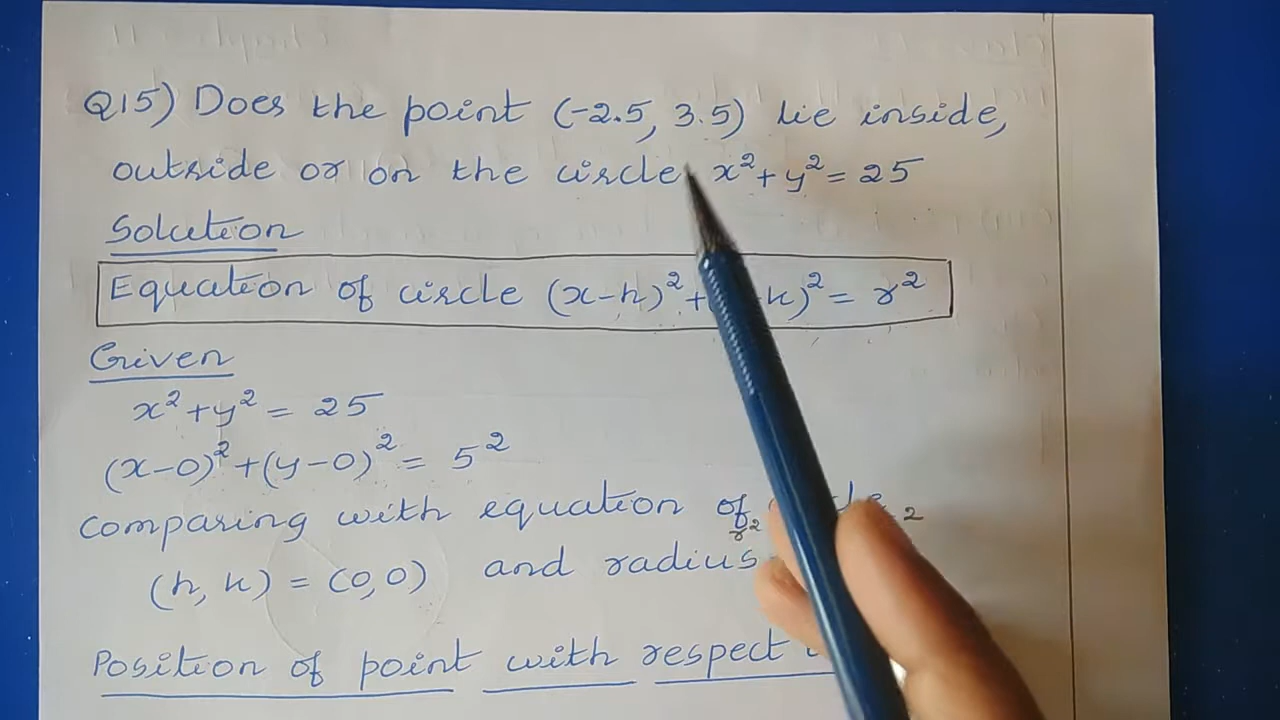 Q15) Does the point (-2.5, 3.5) lie inside,
outside or on the circle x²+y²=25
Solution
Equation of circle (x-h)²+ k)²= r²
Given
x²+y²= 25
(x-0)²+(y-0)²= 5²
Comparing with equation of
(h, k) = (0,0) and radius
Position of point with respect